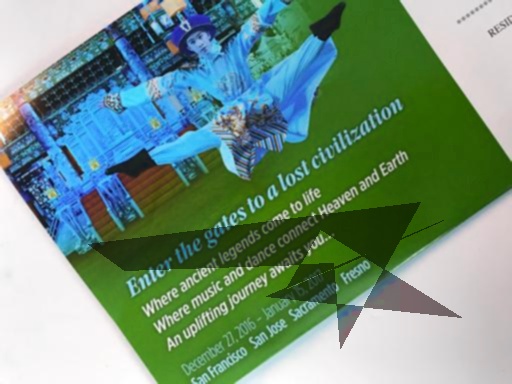 RESID
Enter the gates to a lost civilization
Where ancient legends come to life
Where music and dance connect Heaven and Earth
An uplifting journey awaits you...
December 27, 2016 – January 15, 2017
San Francisco San Jose Sacramento Fresno